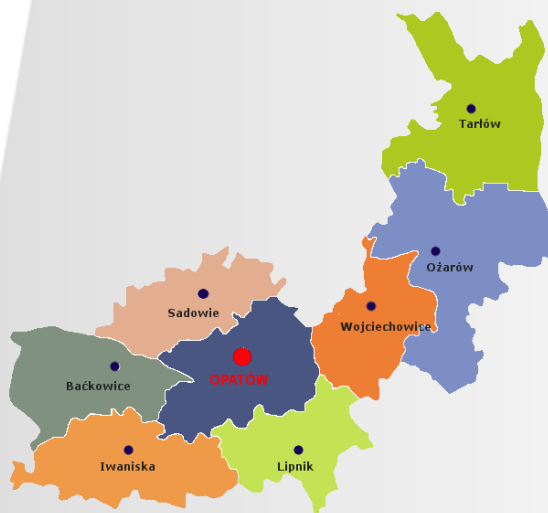 Tarłów
Ożarów
Sadowie
Wojciechowice
Baćkowice
OPATÓW
Iwaniska
Lipnik